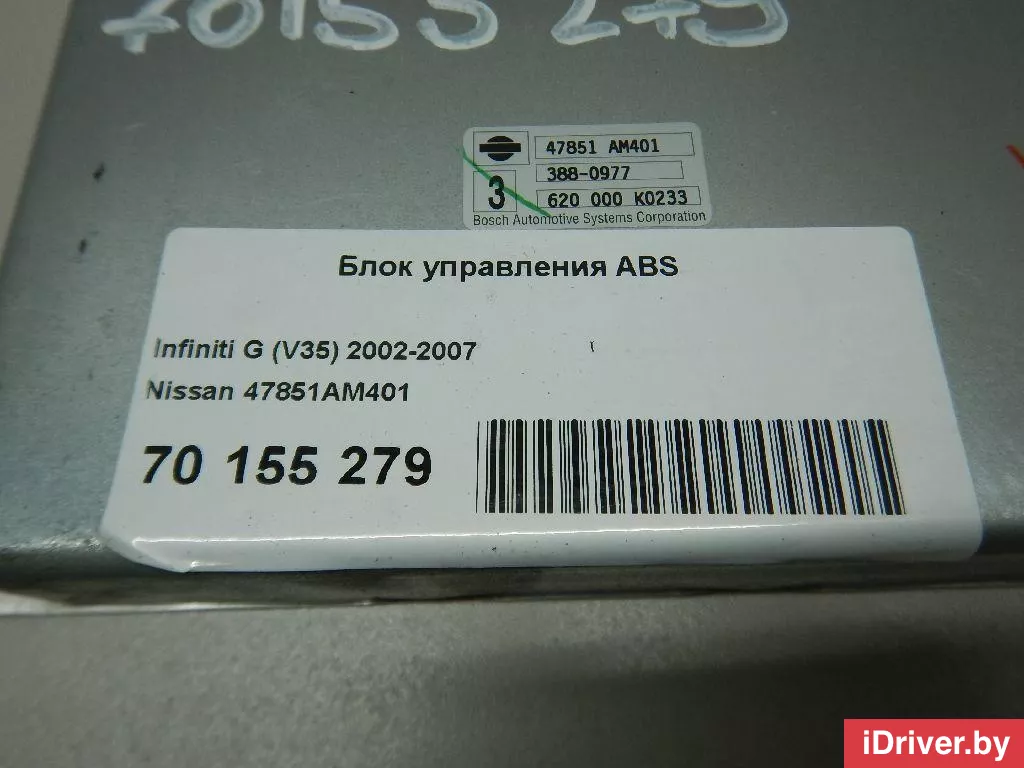 70155 279
47851 AM401
388-0977
3
620 000 K0233
Bosch Automotive Systems Corporation
Блок управления ABS
Infiniti G (V35) 2002-2007
Nissan 47851AM401
70 155 279
iDriver.by